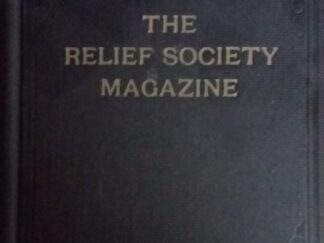 THE
RELIEF SOCIETY
MAGAZINE